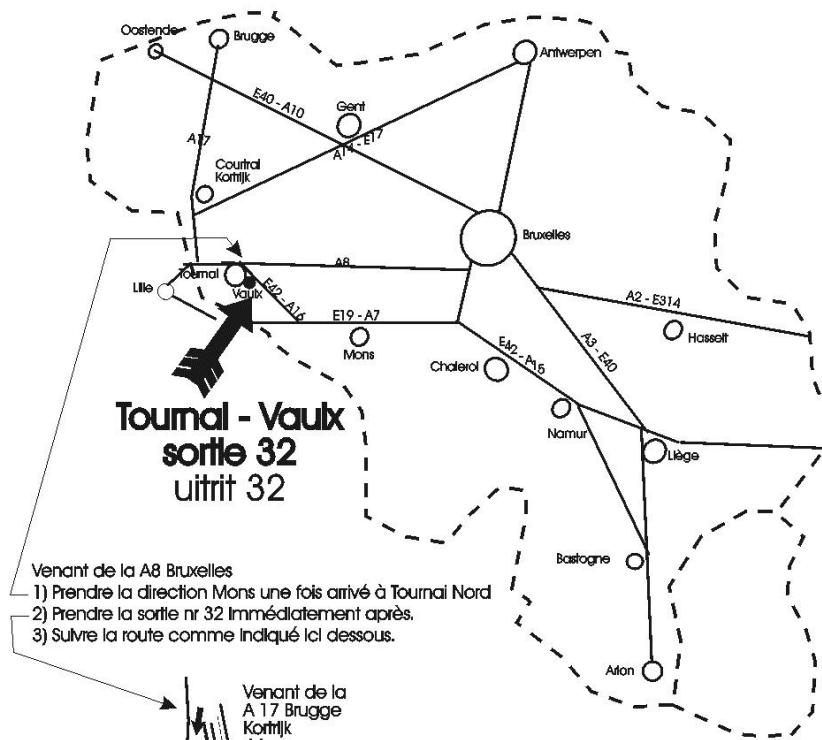 Oostende
Brugge
Antwerpen
E40 - A10
Gent
A17
A14 - E17
Courtrai
Kortrijk
Bruxelles
A8
Tournai
Lille
Vaulx
E42 - A16
E19 - A7
A2 - E314
Hasselt
Mons
E42 - A15
A3 - E40
Chaleroi
Namur
Liège
Tournai - Vaulx
sortie 32
uitrit 32
Bastogne
Venant de la A8 Bruxelles
1) Prendre la direction Mons une fois arrivé à Tournai Nord
2) Prendre la sortie nr 32 immédiatement après.
3) Suivre la route comme indiqué ici dessous.
Arlon
Venant de la
A 17 Brugge
Kortrijk